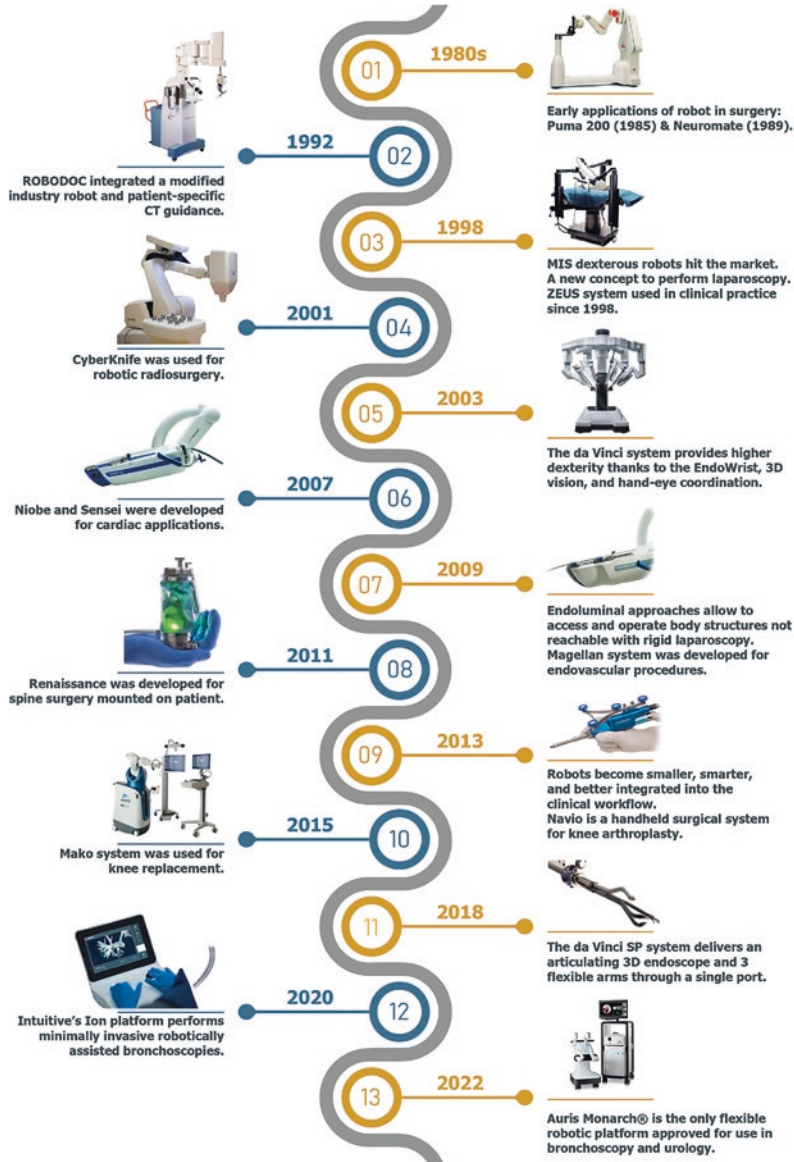 01
1980s
Early applications of robot in surgery:
Puma 200 (1985) & Neuromate (1989).
1992
02
ROBODOC integrated a modified
industry robot and patient-specific
CT guidance.
03
1998
MIS dexterous robots hit the market.
A new concept to perform laparoscopy.
ZEUS system used in clinical practice
since 1998.
2001
04
CyberKnife was used for
robotic radiosurgery.
05
2003
The da Vinci system provides higher
dexterity thanks to the EndoWrist, 3D
vision, and hand-eye coordination.
2007
06
Niobe and Sensei were developed
for cardiac applications.
07
2009
Endoluminal approaches allow to
access and operate body structures not
reachable with rigid laparoscopy.
Magellan system was developed for
endovascular procedures.
2011
08
Renaissance was developed for
spine surgery mounted on patient.
09
2013
Robots become smaller, smarter,
and better integrated into the
clinical workflow.
Navio is a handheld surgical system
for knee arthroplasty.
2015
10
Mako system was used for
knee replacement.
11
2018
The da Vinci SP system delivers an
articulating 3D endoscope and 3
flexible arms through a single port.
2020
12
Intuitive's Ion platform performs
minimally invasive robotically
assisted bronchoscopies.
13
2022
Auris Monarch® is the only flexible
robotic platform approved for use in
bronchoscopy and urology.